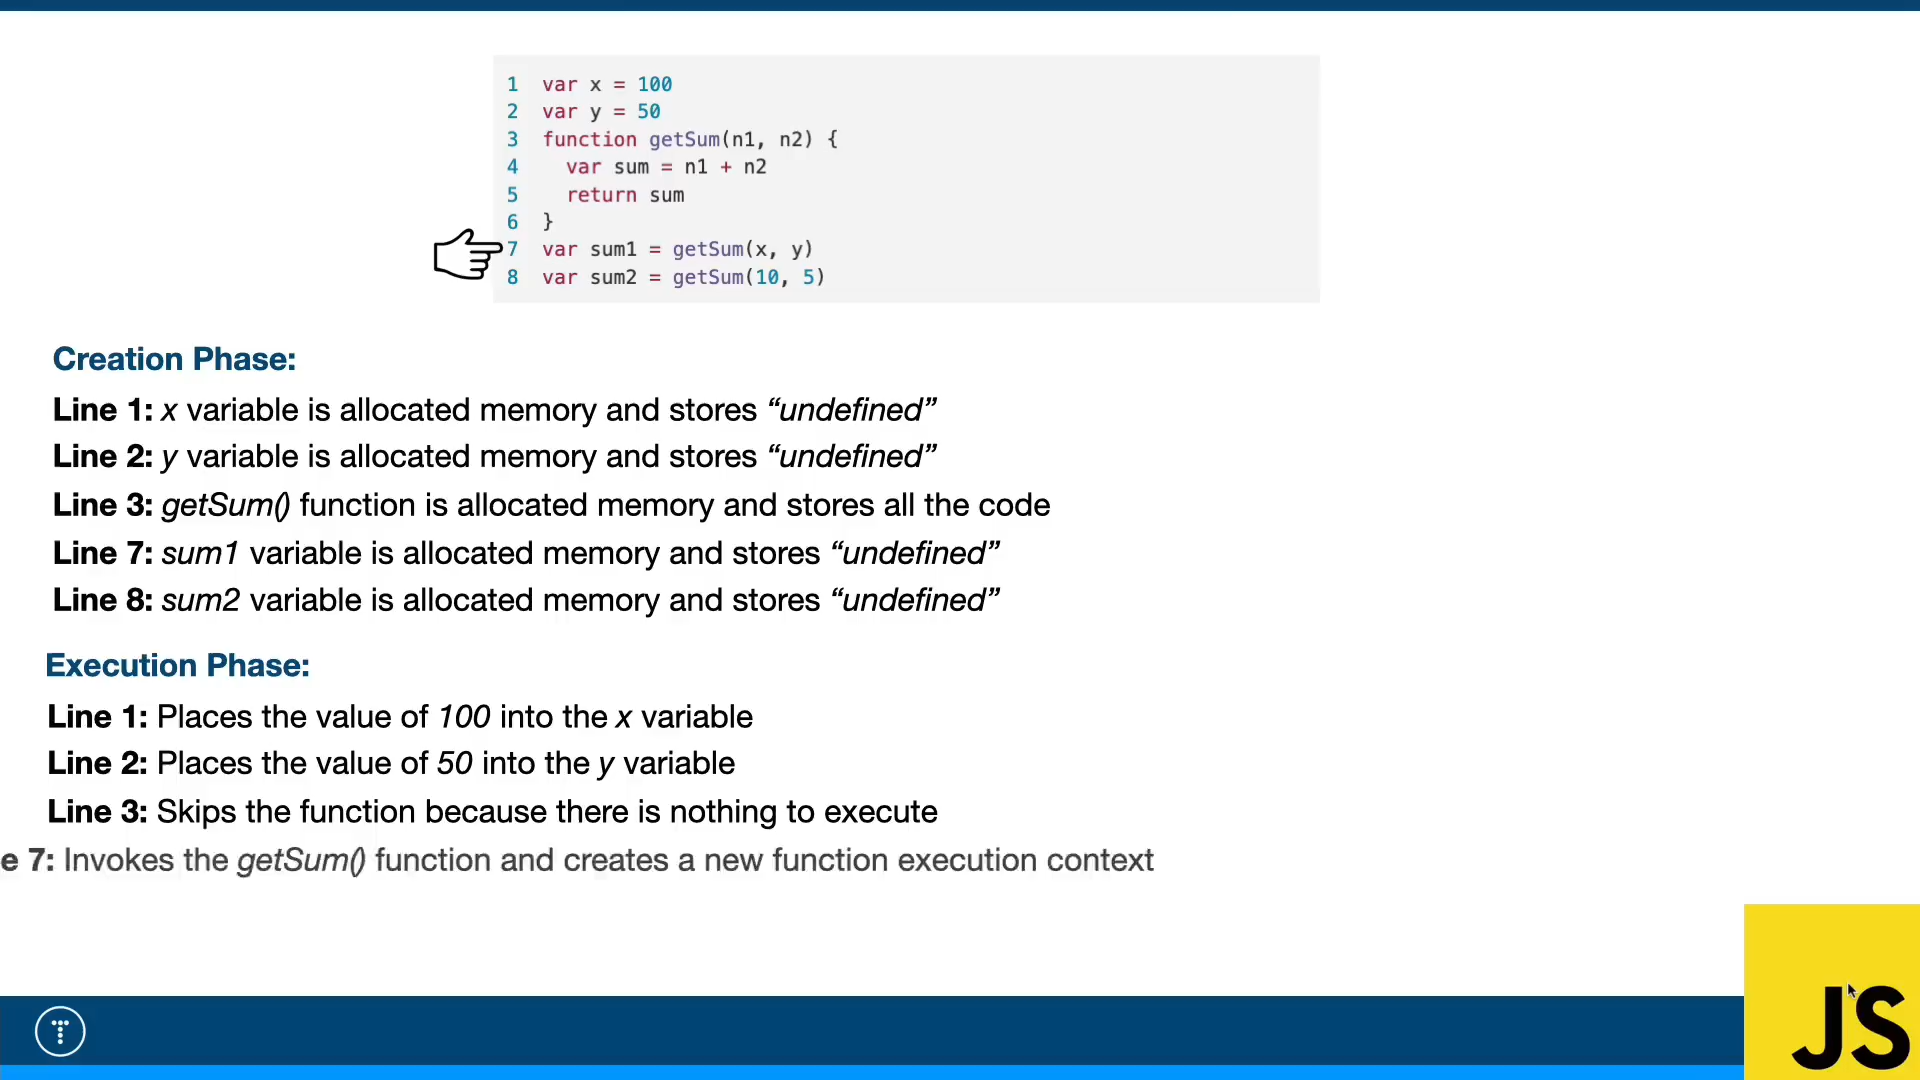 1 var x = 100
2 var y = 50
3 function getSum(n1, n2) {
4 var sum = n1 + n2
5 return sum
6 }
7 var sum1 = getSum(x, y)
8 var sum2 = getSum(10, 5)
Creation Phase:
Line 1: x variable is allocated memory and stores “undefined”
Line 2: y variable is allocated memory and stores “undefined”
Line 3: getSum() function is allocated memory and stores all the code
Line 7: sum1 variable is allocated memory and stores “undefined”
Line 8: sum2 variable is allocated memory and stores “undefined”
Execution Phase:
Line 1: Places the value of 100 into the x variable
Line 2: Places the value of 50 into the y variable
Line 3: Skips the function because there is nothing to execute
e 7: Invokes the getSum() function and creates a new function execution context
T
JS